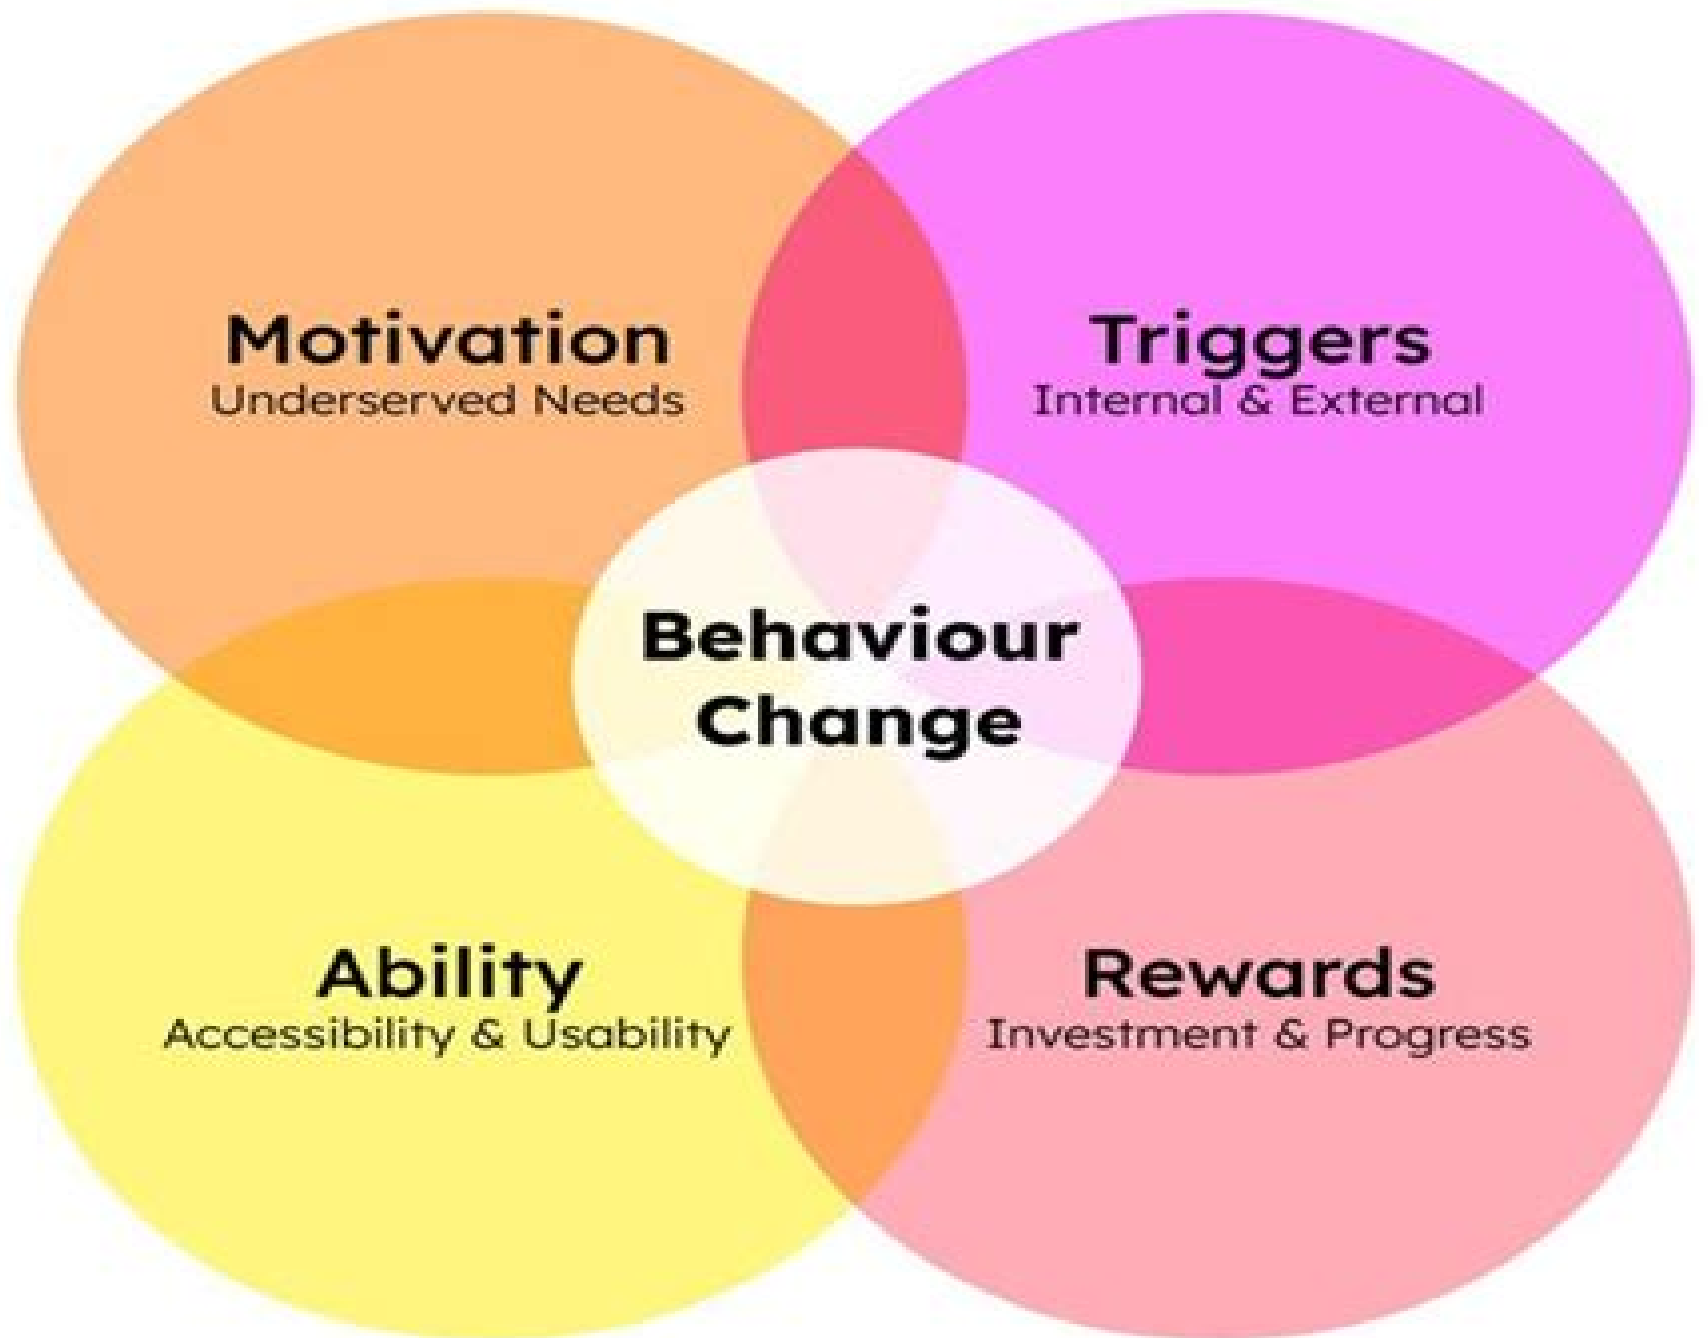 Motivation
Underserved Needs
Triggers
Internal & External
Behaviour
Change
Ability
Accessibility & Usability
Rewards
Investment & Progress